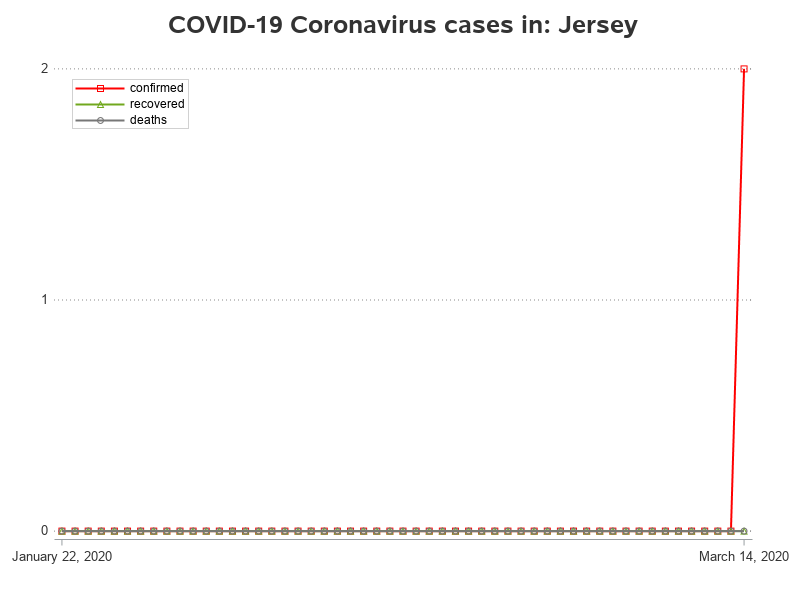 COVID-19 Coronavirus cases in: Jersey
2
confirmed
recovered
deaths
1
0
January 22, 2020
March 14, 2020